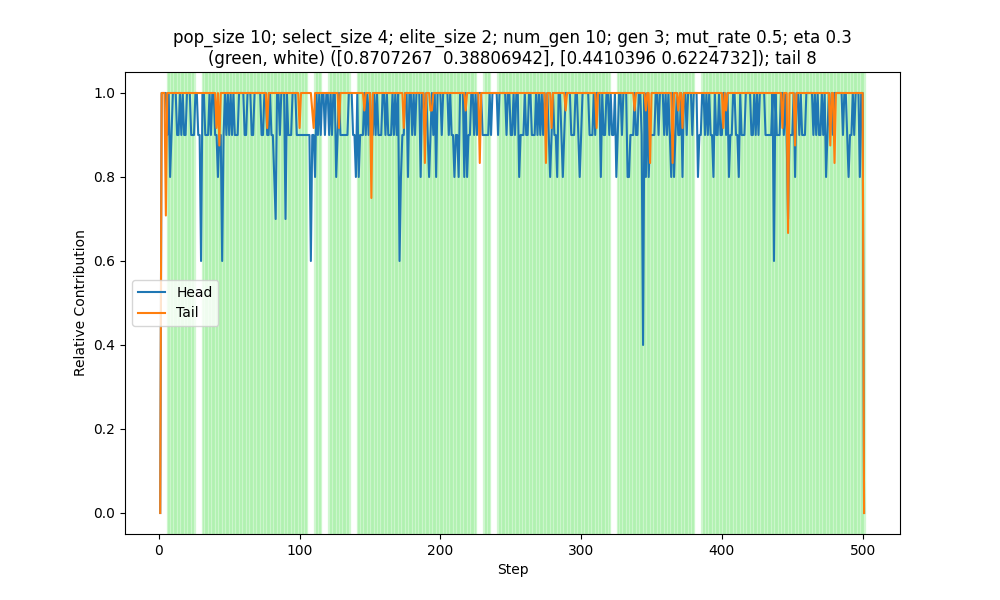 pop_size 10; select_size 4; elite_size 2; num_gen 10; gen 3; mut_rate 0.5; eta 0.3
(green, white) ([0.8707267  0.38806942], [0.4410396 0.6224732]); tail 8
1.0
0.8
0.6
0.4
0.2
0.0
Relative Contribution
Head
Tail
0 100 200 300 400 500
Step